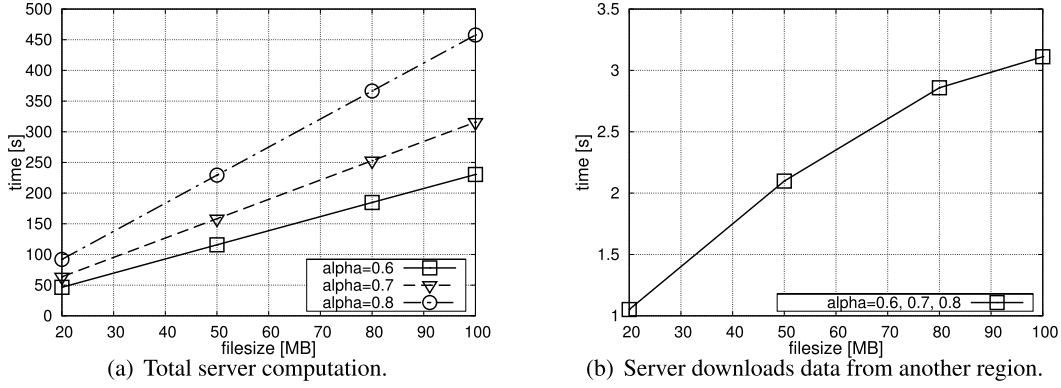 500
450
400
350
300
250
200
150
100
50
0
time [s]
alpha=0.6
alpha=0.7
alpha=0.8
20 30 40 50 60 70 80 90 100
filesize [MB]
(a) Total server computation.
3.5
3
2.5
2
1.5
1
time [s]
alpha=0.6, 0.7, 0.8
20 30 40 50 60 70 80 90 100
filesize [MB]
(b) Server downloads data from another region.